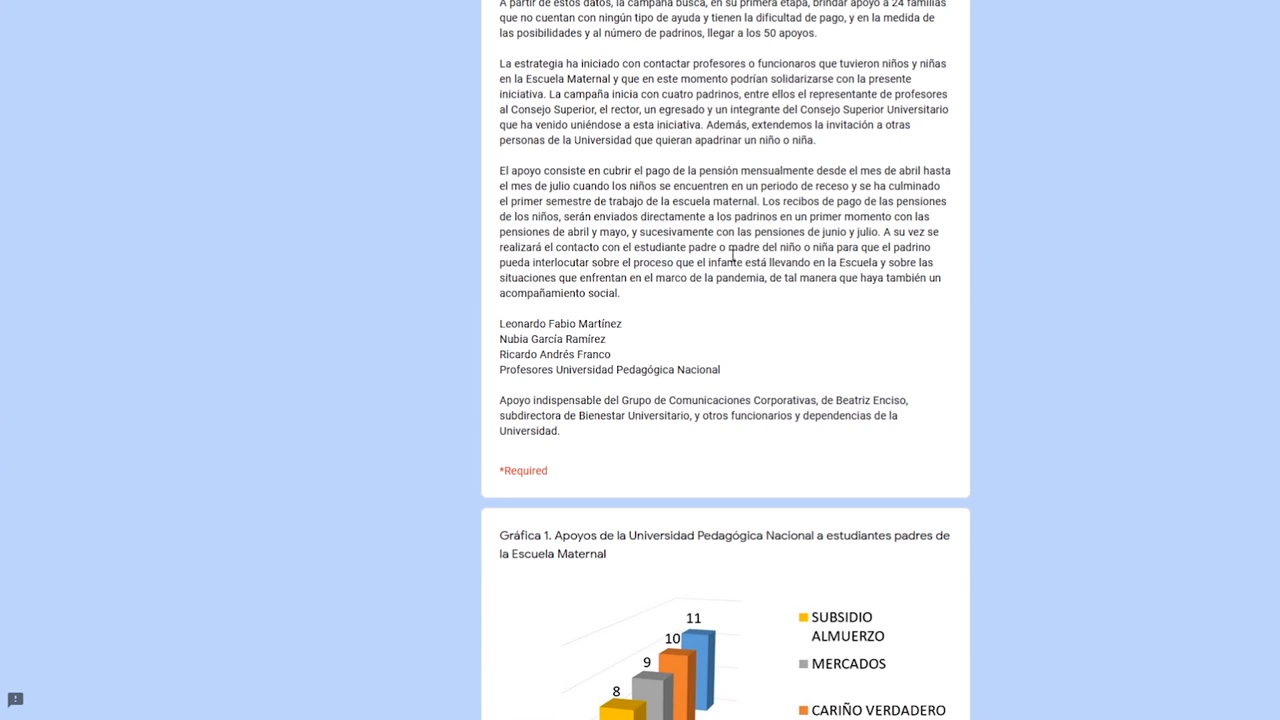 A partir de estos datos, la campaña busca, en su primera etapa, brindar apoyo a 24 familias
que no cuentan con ningún tipo de ayuda y tienen la dificultad de pago, y en la medida de
las posibilidades y al número de padrinos, llegar a los 50 apoyos.
La estrategia ha iniciado con contactar profesores o funcionaros que tuvieron niños y niñas
en la Escuela Maternal y que en este momento podrían solidarizarse con la presente
iniciativa. La campaña inicia con cuatro padrinos, entre ellos el representante de profesores
al Consejo Superior, el rector, un egresado y un integrante del Consejo Superior Universitario
que ha venido uniéndose a esta iniciativa. Además, extendemos la invitación a otras
personas de la Universidad que quieran apadrinar un niño o niña.
El apoyo consiste en cubrir el pago de la pensión mensualmente desde el mes de abril hasta
el mes de julio cuando los niños se encuentren en un periodo de receso y se ha culminado
el primer semestre de trabajo de la escuela maternal. Los recibos de pago de las pensiones
de los niños, serán enviados directamente a los padrinos en un primer momento con las
pensiones de abril y mayo, y sucesivamente con las pensiones de junio y julio. A su vez se
realizará el contacto con el estudiante padre o madre del niño o niña para que el padrino
pueda interlocutar sobre el proceso que el infante está llevando en la Escuela y sobre las
situaciones que enfrentan en el marco de la pandemia, de tal manera que haya también un
acompañamiento social.
Leonardo Fabio Martínez
Nubia García Ramírez
Ricardo Andrés Franco
Profesores Universidad Pedagógica Nacional
Apoyo indispensable del Grupo de Comunicaciones Corporativas, de Beatriz Enciso,
subdirectora de Bienestar Universitario, y otros funcionarios y dependencias de la
Universidad.
*Required
Gráfica 1. Apoyos de la Universidad Pedagógica Nacional a estudiantes padres de
la Escuela Maternal
11
10
9
8
SUBSIDIO
ALMUERZO
MERCADOS
CARIÑO VERDADERO